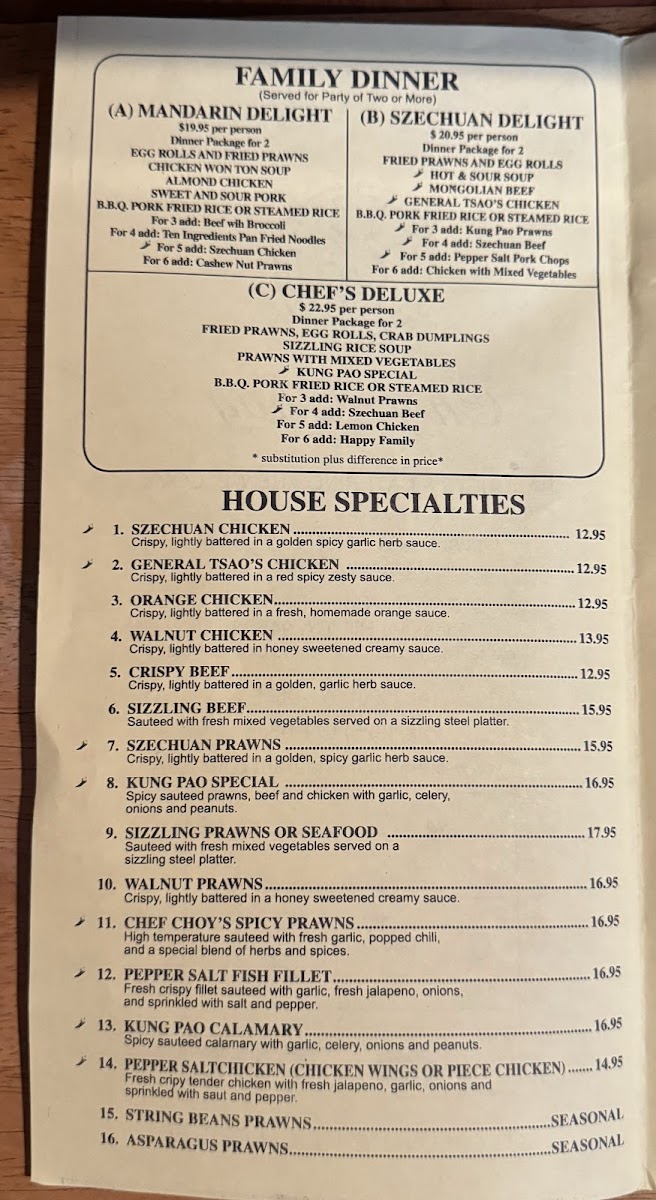 FAMILY DINNER
(Served for Party of Two or More)
(A) MANDARIN DELIGHT
$19.95 per person
Dinner Package for 2
EGG ROLLS AND FRIED PRAWNS
CHICKEN WON TON SOUP
ALMOND CHICKEN
SWEET AND SOUR PORK
B.B.Q. PORK FRIED RICE OR STEAMED RICE
For 3 add: Beef wih Broccoli
For 4 add: Ten Ingredients Pan Fried Noodles
For 5 add: Szechuan Chicken
For 6 add: Cashew Nut Prawns
(B) SZECHUAN DELIGHT
$ 20.95 per person
Dinner Package for 2
FRIED PRAWNS AND EGG ROLLS
HOT & SOUR SOUP
MONGOLIAN BEEF
GENERAL TSAO'S CHICKEN
B.B.Q. PORK FRIED RICE OR STEAMED RICE
For 3 add: Kung Pao Prawns
For 4 add: Szechuan Beef
For 5 add: Pepper Salt Pork Chops
For 6 add: Chicken with Mixed Vegetables
(C) CHEF'S DELUXE
$ 22.95 per person
Dinner Package for 2
FRIED PRAWNS, EGG ROLLS, CRAB DUMPLINGS
SIZZLING RICE SOUP
PRAWNS WITH MIXED VEGETABLES
KUNG PAO SPECIAL
B.B.Q. PORK FRIED RICE OR STEAMED RICE
For 3 add: Walnut Prawns
For 4 add: Szechuan Beef
For 5 add: Lemon Chicken
For 6 add: Happy Family
* substitution plus difference in price*
HOUSE SPECIALTIES
1. SZECHUAN CHICKEN ........ 12.95
Crispy, lightly battered in a golden spicy garlic herb sauce.
2. GENERAL TSAO'S CHICKEN ........ 12.95
Crispy, lightly battered in a red spicy zesty sauce.
3. ORANGE CHICKEN ........ 12.95
Crispy, lightly battered in a fresh, homemade orange sauce.
4. WALNUT CHICKEN ........ 13.95
Crispy, lightly battered in honey sweetened creamy sauce.
5. CRISPY BEEF ........ 12.95
Crispy, lightly battered in a golden, garlic herb sauce.
6. SIZZLING BEEF ........ 15.95
Sauteed with fresh mixed vegetables served on a sizzling steel platter.
7. SZECHUAN PRAWNS ........ 15.95
Crispy, lightly battered in a golden, spicy garlic herb sauce.
8. KUNG PAO SPECIAL ........ 16.95
Spicy sauteed prawns, beef and chicken with garlic, celery,
onions and peanuts.
9. SIZZLING PRAWNS OR SEAFOOD ........ 17.95
Sauteed with fresh mixed vegetables served on a
sizzling steel platter.
10. WALNUT PRAWNS ........ 16.95
Crispy, lightly battered in a honey sweetened creamy sauce.
11. CHEF CHOY'S SPICY PRAWNS ........ 16.95
High temperature sauteed with fresh garlic, popped chili,
and a special blend of herbs and spices.
12. PEPPER SALT FISH FILLET ........ 16.95
Fresh crispy fillet sauteed with garlic, fresh jalapeno, onions,
and sprinkled with salt and pepper.
13. KUNG PAO CALAMARY ........ 16.95
Spicy sauteed calamary with garlic, celery, onions and peanuts.
14. PEPPER SALTCHICKEN (CHICKEN WINGS OR PIECE CHICKEN) ....... 14.95
Fresh cripy tender chicken with fresh jalapeno, garlic, onions and
sprinkled with saut and pepper.
15. STRING BEANS PRAWNS ........ SEASONAL
16. ASPARAGUS PRAWNS ........ SEASONAL